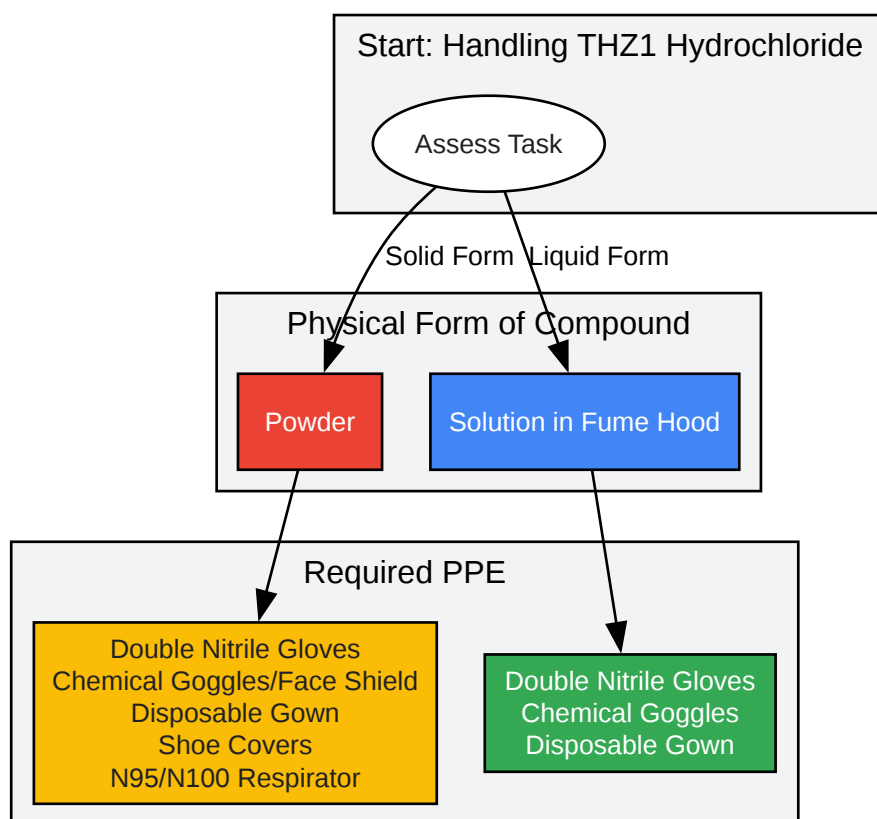 Start: Handling THZ1 Hydrochloride
Assess Task
Solid Form
Liquid Form
Physical Form of Compound
Powder
Solution in Fume Hood
Required PPE
Double Nitrile Gloves
Chemical Goggles/Face Shield
Disposable Gown
Shoe Covers
N95/N100 Respirator
Double Nitrile Gloves
Chemical Goggles
Disposable Gown